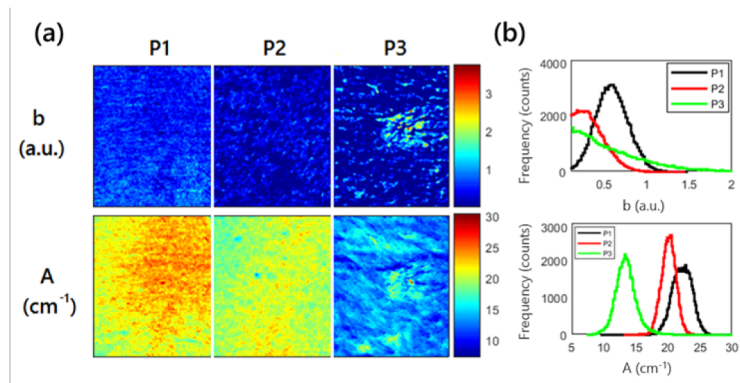 (a)
P1 P2 P3
b
(a.u.)
3
2
1
A
(cm-1)
30
25
20
15
10
(b)
Frequency (counts)
4000
2000
0
P1
P2
P3
0.5 1 1.5 2
b (a.u.)
Frequency (counts)
3000
2000
1000
0
P1
P2
P3
5 10 15 20 25 30
A (cm-1)